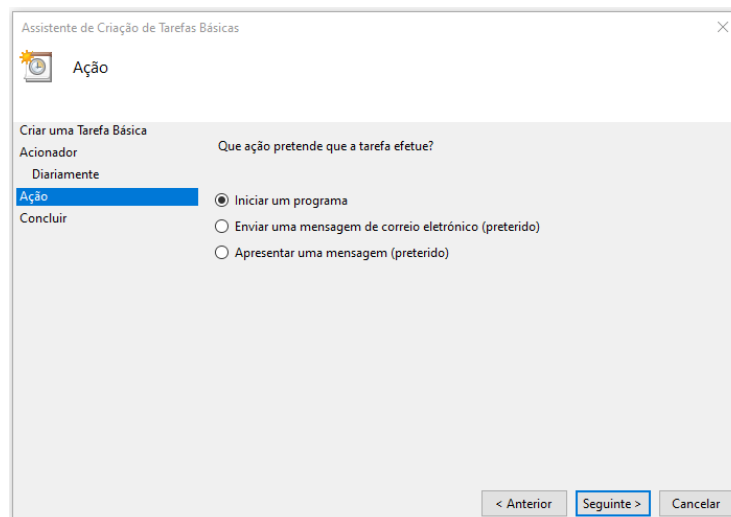 Assistente de Criação de Tarefas Básicas
Ação
Criar uma Tarefa Básica
Acionador
Diariamente
Ação
Concluir
Que ação pretende que a tarefa efetue?
Iniciar um programa
Enviar uma mensagem de correio eletrónico (preterido)
Apresentar uma mensagem (preterido)
< Anterior
Seguinte >
Cancelar